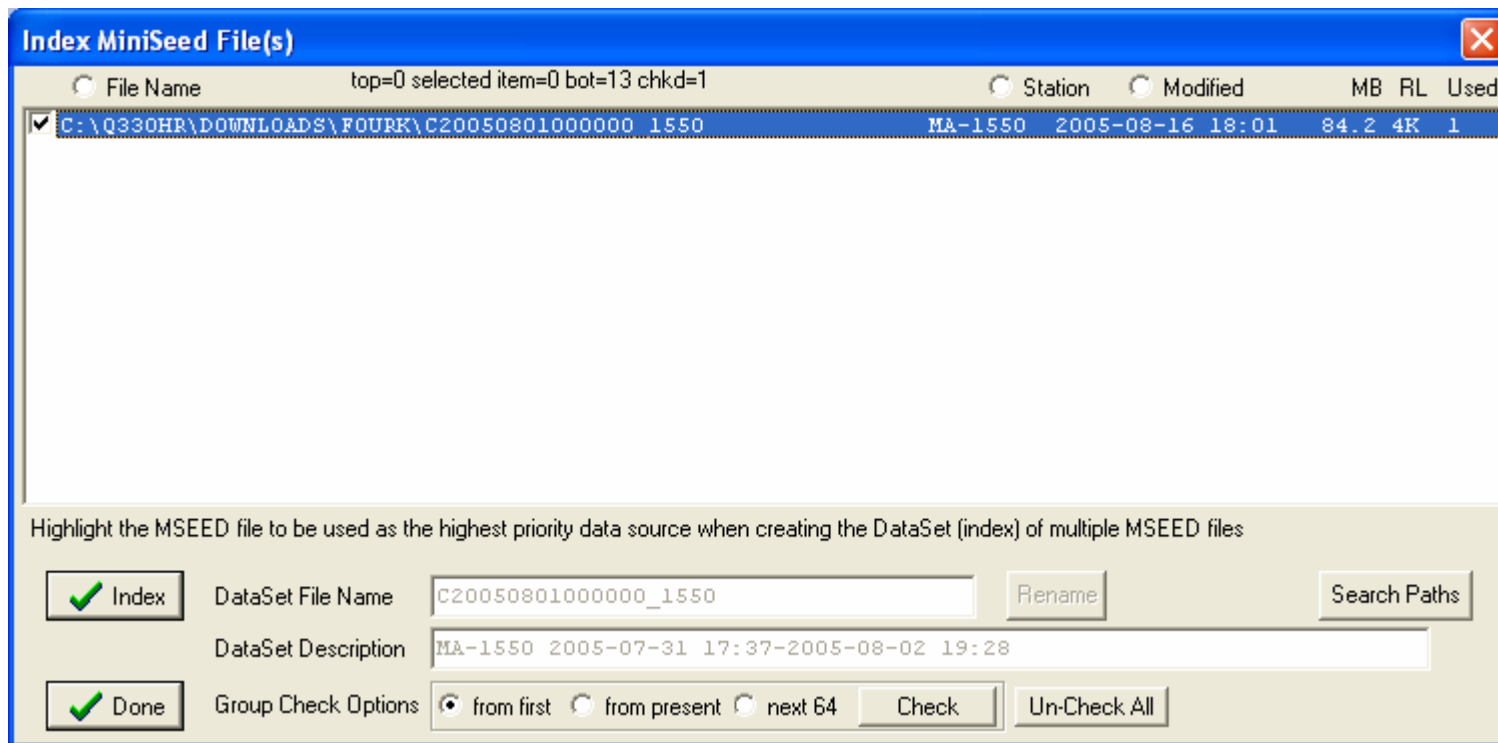 Index MiniSeed File(s)
File Name top=0 selected item=0 bot=13 chkd=1 Station Modified MB RL Used
C:\Q330HR\DOWNLOADS\FOURK\C20050801000000_1550 MA-1550 2005-08-16 18:01 84.2 4K 1
Highlight the MSEED file to be used as the highest priority data source when creating the DataSet (index) of multiple MSEED files
Index DataSet File Name C20050801000000_1550 Rename Search Paths
DataSet Description MA-1550 2005-07-31 17:37-2005-08-02 19:28
Done Group Check Options from first from present next 64 Check Un-Check All